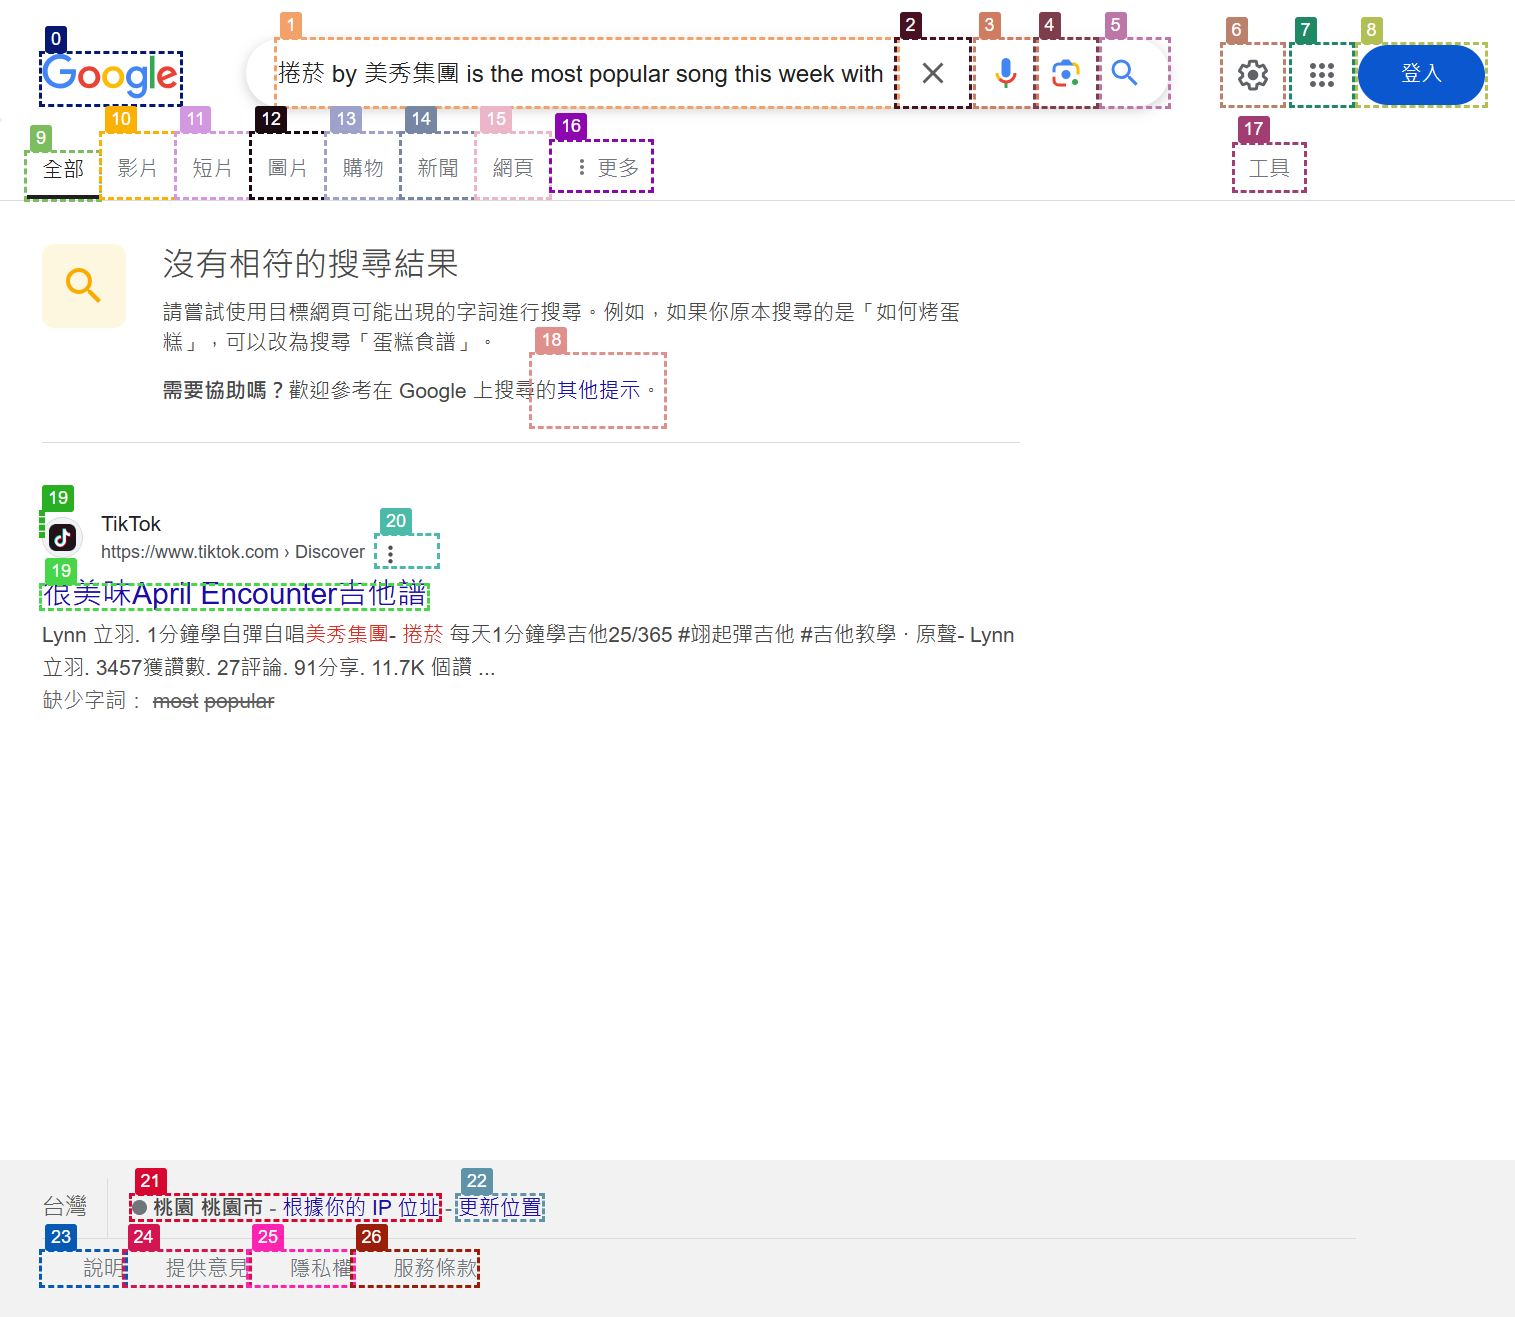 0
Google
1
捲菸 by 美秀集團 is the most popular song this week with
2
3
4
5
6
7
8
登入
9
全部
10
影片
11
短片
12
圖片
13
購物
14
新聞
15
網頁
16
更多
17
工具
沒有相符的搜尋結果
請嘗試使用目標網頁可能出現的字詞進行搜尋。例如，如果你原本搜尋的是「如何烤蛋
糕」，可以改為搜尋「蛋糕食譜」。
18
需要協助嗎？歡迎參考在 Google 上搜尋的其他提示。
19
TikTok
https://www.tiktok.com › Discover
20
19
很美味April Encounter吉他譜
Lynn 立羽. 1分鐘學自彈自唱美秀集團- 捲菸 每天1分鐘學吉他25/365 #翊起彈吉他 #吉他教學 · 原聲- Lynn
立羽. 3457獲讚數. 27評論. 91分享. 11.7K 個讚 ...
缺少字詞： most popular
台灣
21
桃園 桃園市 - 根據你的 IP 位址
22
- 更新位置
23
說明
24
提供意見
25
隱私權
26
服務條款